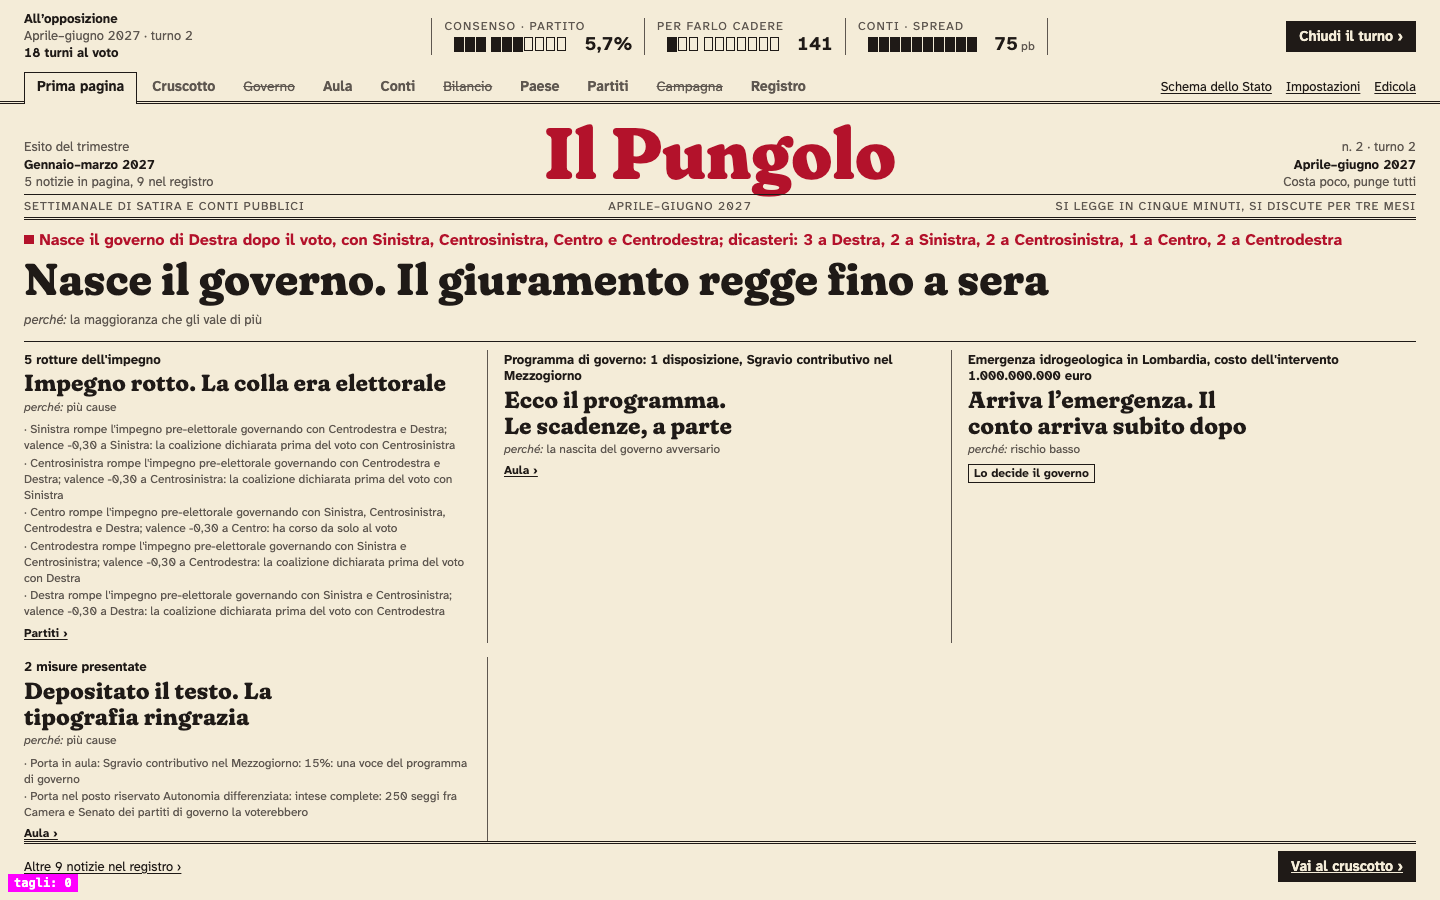 All’opposizione
Aprile–giugno 2027 · turno 2
18 turni al voto
CONSENSO · PARTITO
5,7%
PER FARLO CADERE
141
CONTI · SPREAD
75 pb
Chiudi il turno ›
Prima pagina
Cruscotto
Governo
Aula
Conti
Bilancio
Paese
Partiti
Campagna
Registro
Schema dello Stato
Impostazioni
Edicola
Esito del trimestre
Gennaio–marzo 2027
5 notizie in pagina, 9 nel registro
Il Pungolo
n. 2 · turno 2
Aprile–giugno 2027
Costa poco, punge tutti
SETTIMANALE DI SATIRA E CONTI PUBBLICI
APRILE–GIUGNO 2027
SI LEGGE IN CINQUE MINUTI, SI DISCUTE PER TRE MESI
Nasce il governo di Destra dopo il voto, con Sinistra, Centrosinistra, Centro e Centrodestra; dicasteri: 3 a Destra, 2 a Sinistra, 2 a Centrosinistra, 1 a Centro, 2 a Centrodestra
Nasce il governo. Il giuramento regge fino a sera
perché: la maggioranza che gli vale di più
5 rotture dell'impegno
Impegno rotto. La colla era elettorale
perché: più cause
· Sinistra rompe l'impegno pre-elettorale governando con Centrodestra e Destra;
valence -0,30 a Sinistra: la coalizione dichiarata prima del voto con Centrosinistra
· Centrosinistra rompe l'impegno pre-elettorale governando con Centrodestra e
Destra; valence -0,30 a Centrosinistra: la coalizione dichiarata prima del voto con
Sinistra
· Centro rompe l'impegno pre-elettorale governando con Sinistra, Centrosinistra,
Centrodestra e Destra; valence -0,30 a Centro: ha corso da solo al voto
· Centrodestra rompe l'impegno pre-elettorale governando con Sinistra e
Centrosinistra; valence -0,30 a Centrodestra: la coalizione dichiarata prima del voto
con Destra
· Destra rompe l'impegno pre-elettorale governando con Sinistra e Centrosinistra;
valence -0,30 a Destra: la coalizione dichiarata prima del voto con Centrodestra
Partiti ›
Programma di governo: 1 disposizione, Sgravio contributivo nel
Mezzogiorno
Ecco il programma.
Le scadenze, a parte
perché: la nascita del governo avversario
Aula ›
Emergenza idrogeologica in Lombardia, costo dell'intervento
1.000.000.000 euro
Arriva l’emergenza. Il
conto arriva subito dopo
perché: rischio basso
Lo decide il governo
2 misure presentate
Depositato il testo. La
tipografia ringrazia
perché: più cause
· Porta in aula: Sgravio contributivo nel Mezzogiorno: 15%: una voce del programma
di governo
· Porta nel posto riservato Autonomia differenziata: intese complete: 250 seggi fra
Camera e Senato dei partiti di governo la voterebbero
Aula ›
Altre 9 notizie nel registro ›
Vai al cruscotto ›
tagli: 0